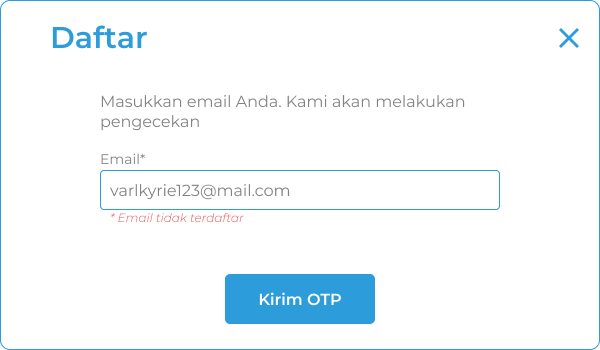 Daftar
Masukkan email Anda. Kami akan melakukan
pengecekan
Email*
varlkyrie123@mail.com
* Email tidak terdaftar
Kirim OTP